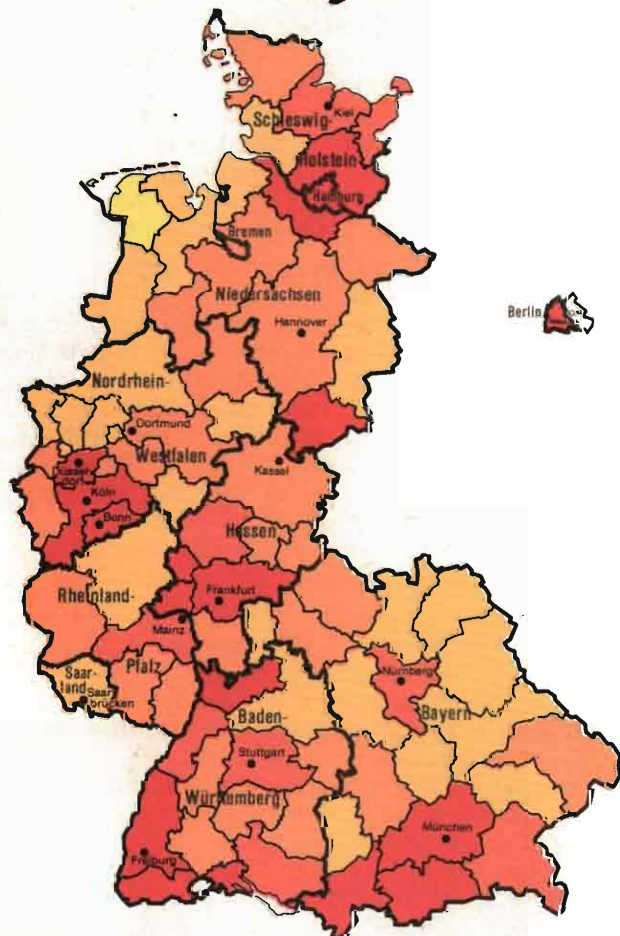 Kiel
Schleswig-
Holstein
Hamburg
Bremen
Niedersachsen
Hannover
Berlin
Nordrhein-
Dortmund
Westfalen
Düssel-
dorf
Kassel
Köln
Bonn
Hessen
Rheinland-
Frankfurt
Mainz
Saar-
land
Saar-
brücken
Pfalz
Nürnberg
Bayern
Baden-
Stuttgart
Württemberg
München
Freiburg